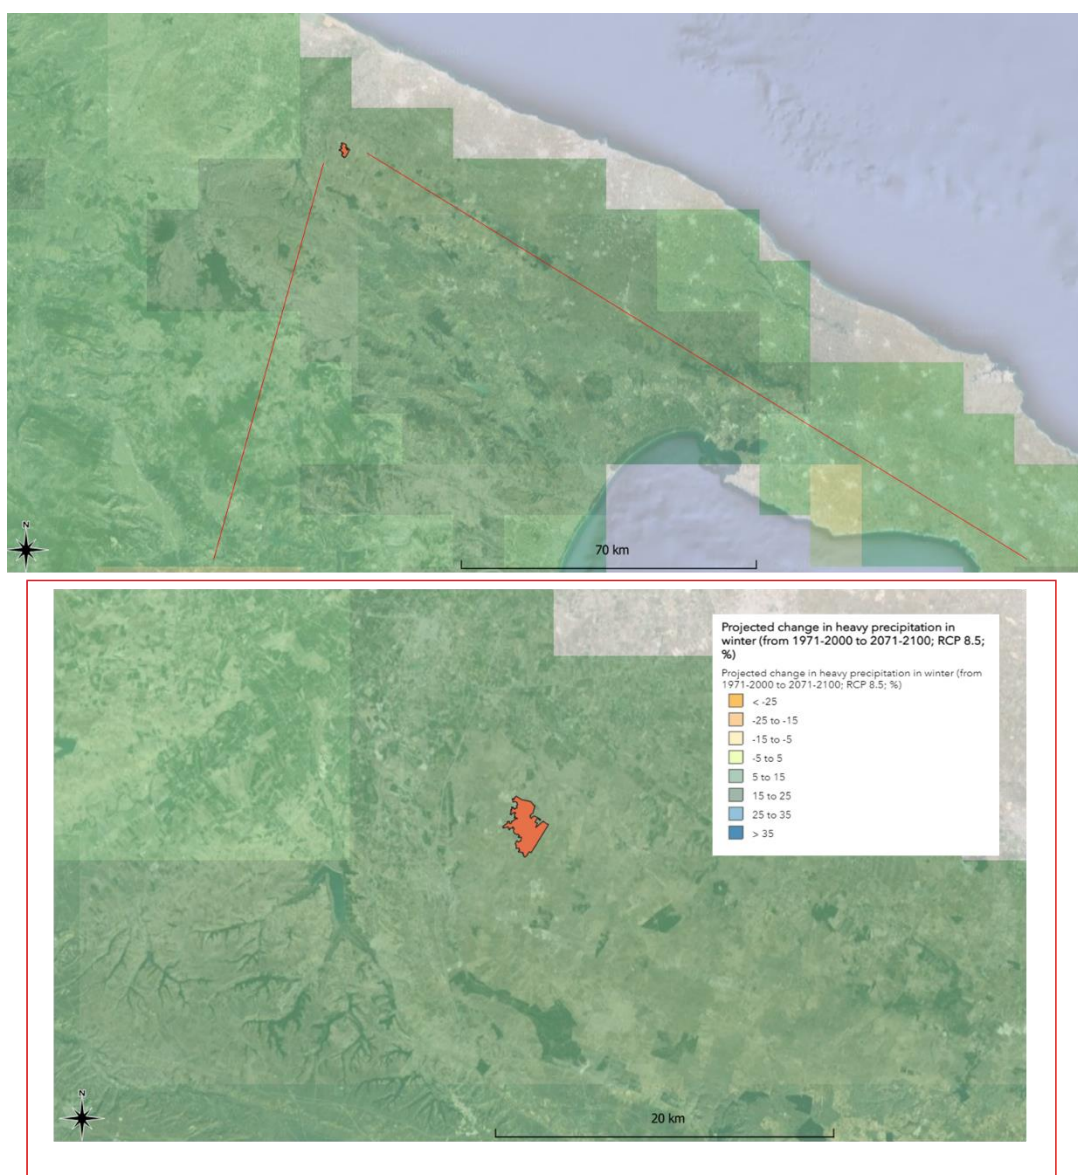 N
70 km
Projected change in heavy precipitation in
winter (from 1971-2000 to 2071-2100; RCP 8.5;
%)
Projected change in heavy precipitation in winter (from
1971-2000 to 2071-2100; RCP 8.5; %)
< -25
-25 to -15
-15 to -5
-5 to 5
5 to 15
15 to 25
25 to 35
> 35
N
20 km